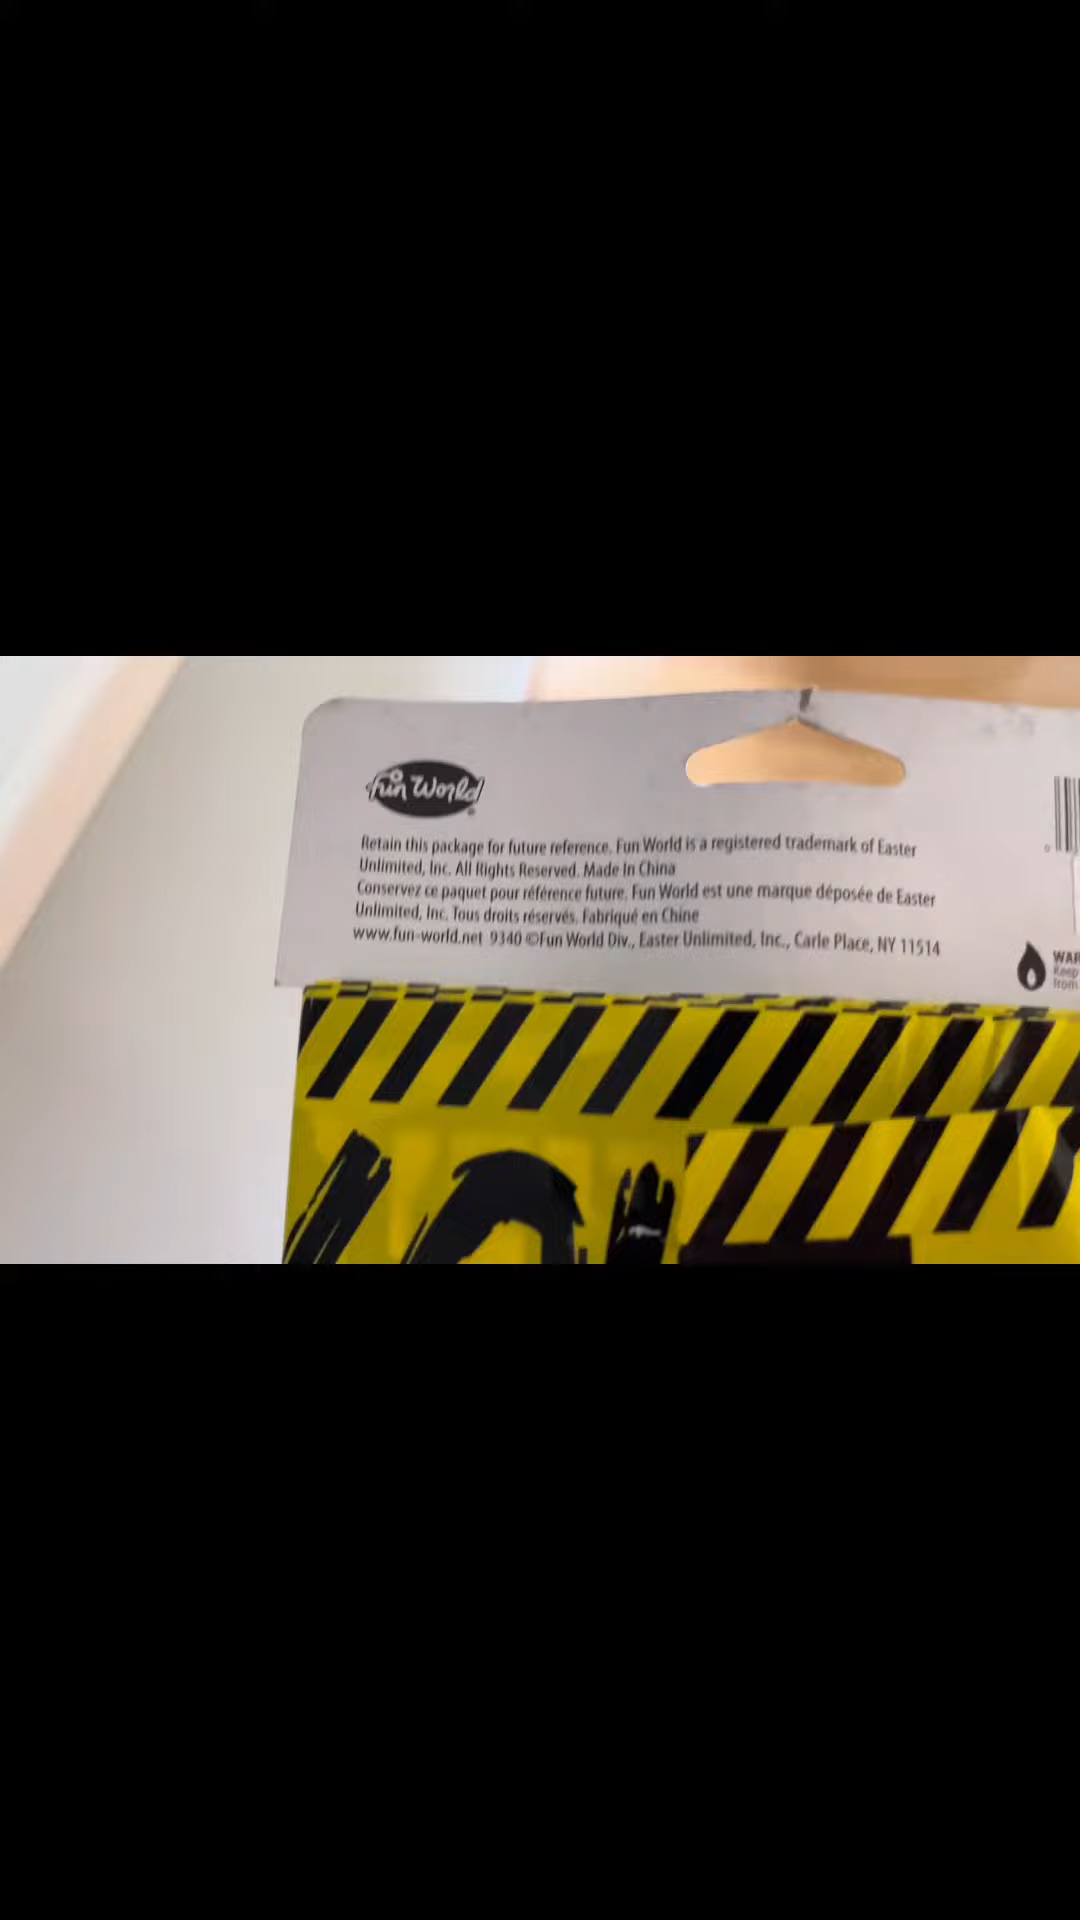 fun World
Retain this package for future reference. Fun World is a registered trademark of Easter
Unlimited, Inc. All Rights Reserved. Made In China
Conservez ce paquet pour référence future. Fun World est une marque déposée de Easter
Unlimited, Inc. Tous droits réservés. Fabriqué en Chine
www.fun-world.net 9340 ©Fun World Div., Easter Unlimited, Inc., Carle Place, NY 11514
WAR
Keep
from